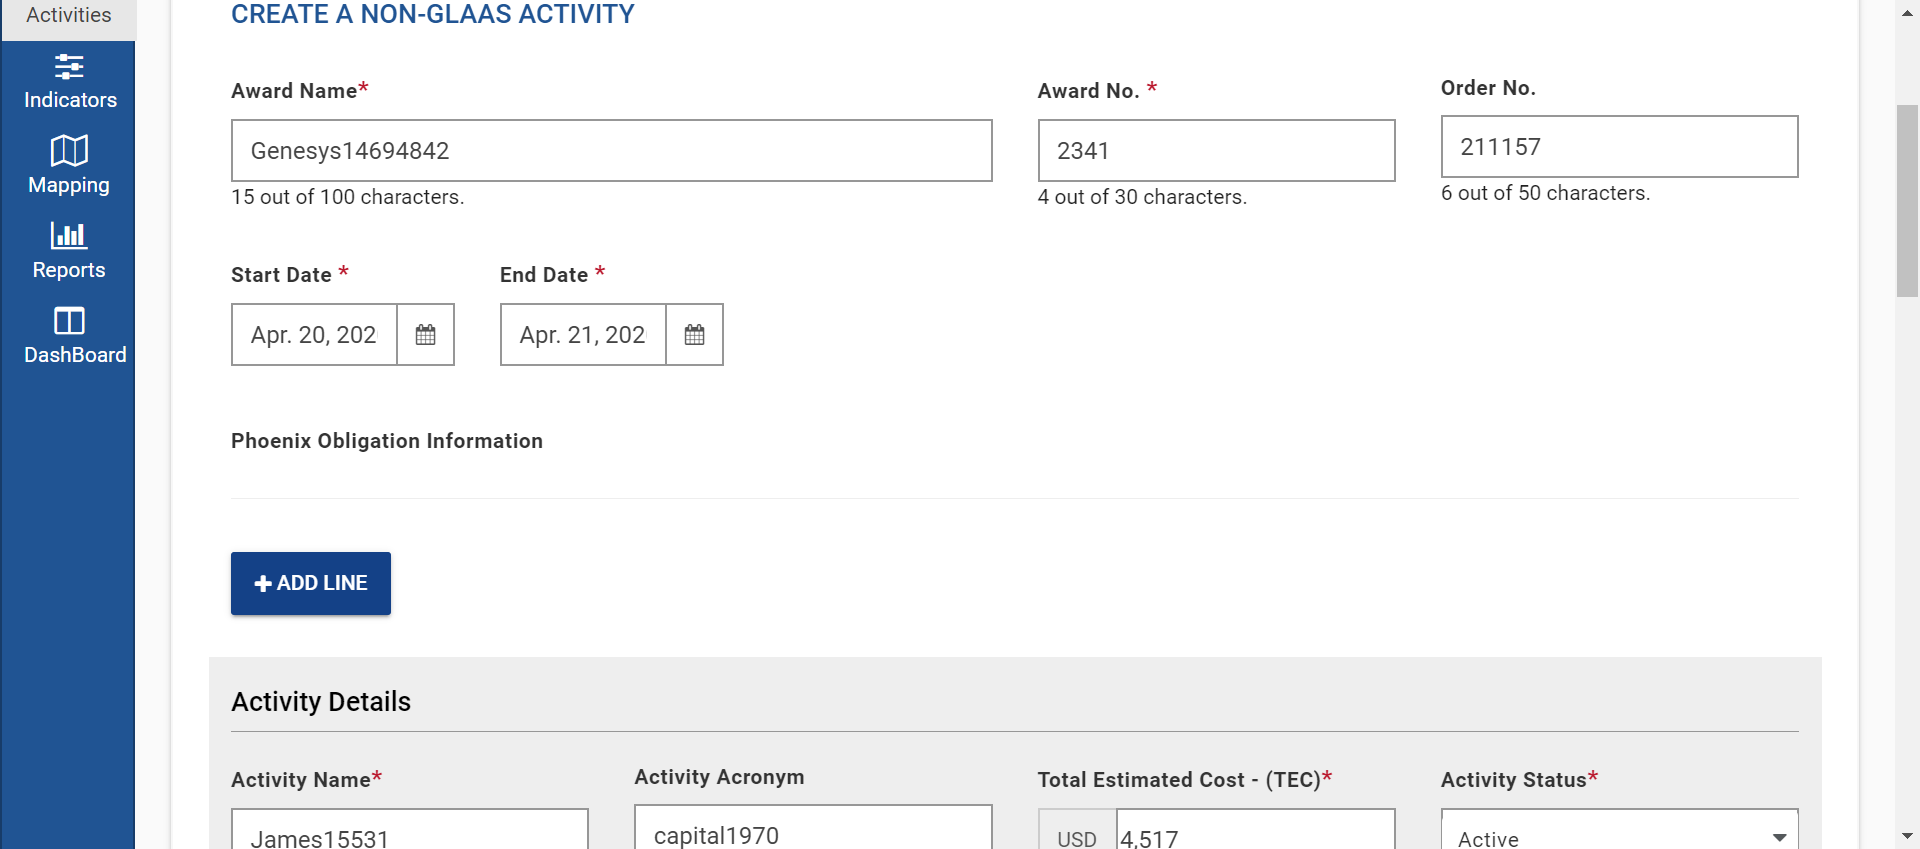 Activities
Indicators
Mapping
Reports
DashBoard
CREATE A NON-GLAAS ACTIVITY
Award Name*
Award No. *
Order No.
Genesys14694842
2341
211157
15 out of 100 characters.
4 out of 30 characters.
6 out of 50 characters.
Start Date *
End Date *
Apr. 20, 202
Apr. 21, 202
Phoenix Obligation Information
+ ADD LINE
Activity Details
Activity Name*
Activity Acronym
Total Estimated Cost - (TEC)*
Activity Status*
James15531
capital1970
USD 4,517
Active